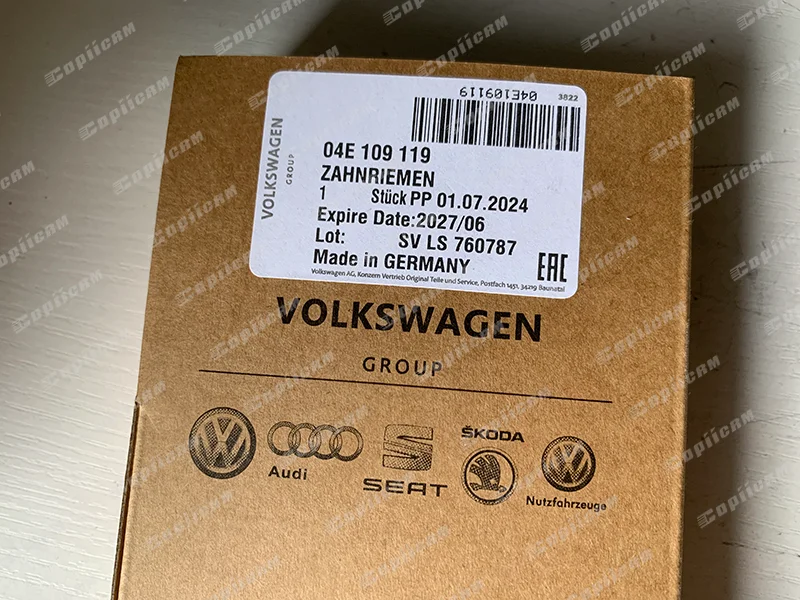 04E109119
3822
VOLKSWAGEN
GROUP
04E 109 119
ZAHNRIEMEN
1 Stück PP 01.07.2024
Expire Date:2027/06
Lot: SV LS 760787
Made in GERMANY
EAC
Volkswagen AG, Konzern Vertrieb Original Teile und Service, Postfach 1451, 34219 Baunatal
VOLKSWAGEN
GROUP
Audi
SEAT
ŠKODA
Nutzfahrzeuge
Copiicam